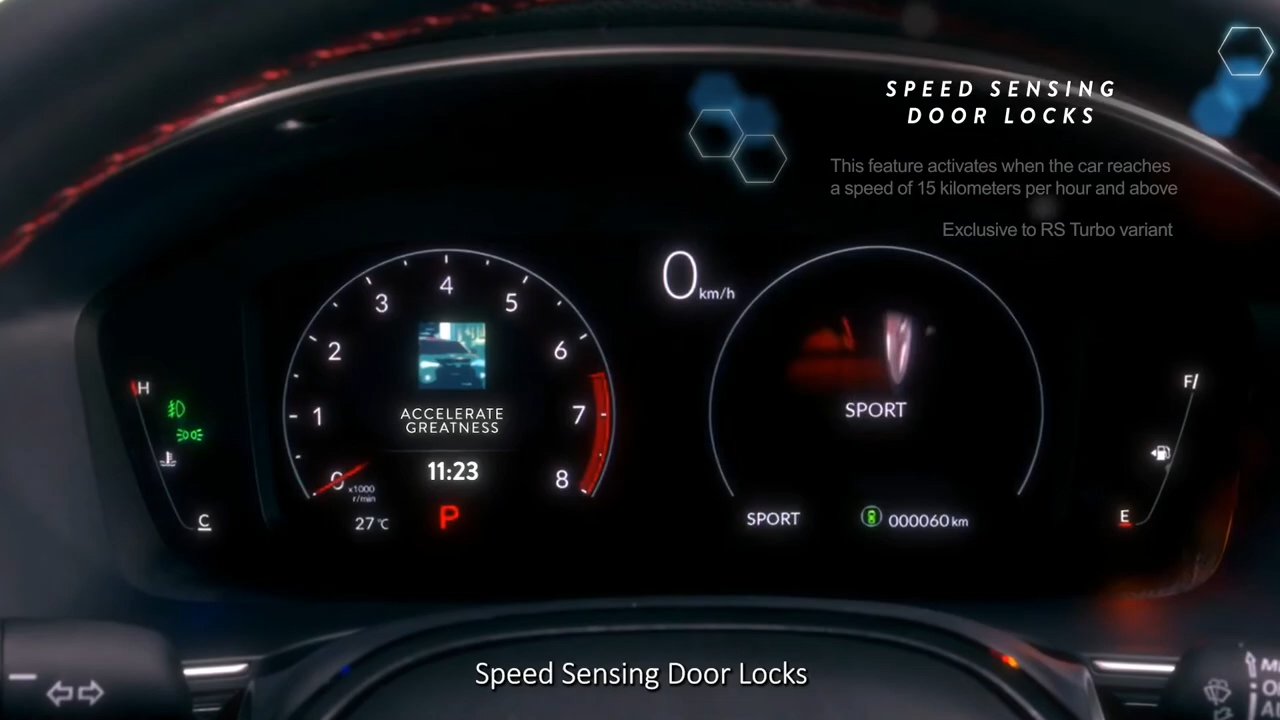 SPEED SENSING
DOOR LOCKS
This feature activates when the car reaches
a speed of 15 kilometers per hour and above
Exclusive to RS Turbo variant
0 km/h
4
3
5
2
6
1
7
0
8
x1000
r/min
ACCELERATE
GREATNESS
11:23
27°C
P
SPORT
SPORT
000060 km
H
C
F
E
Speed Sensing Door Locks